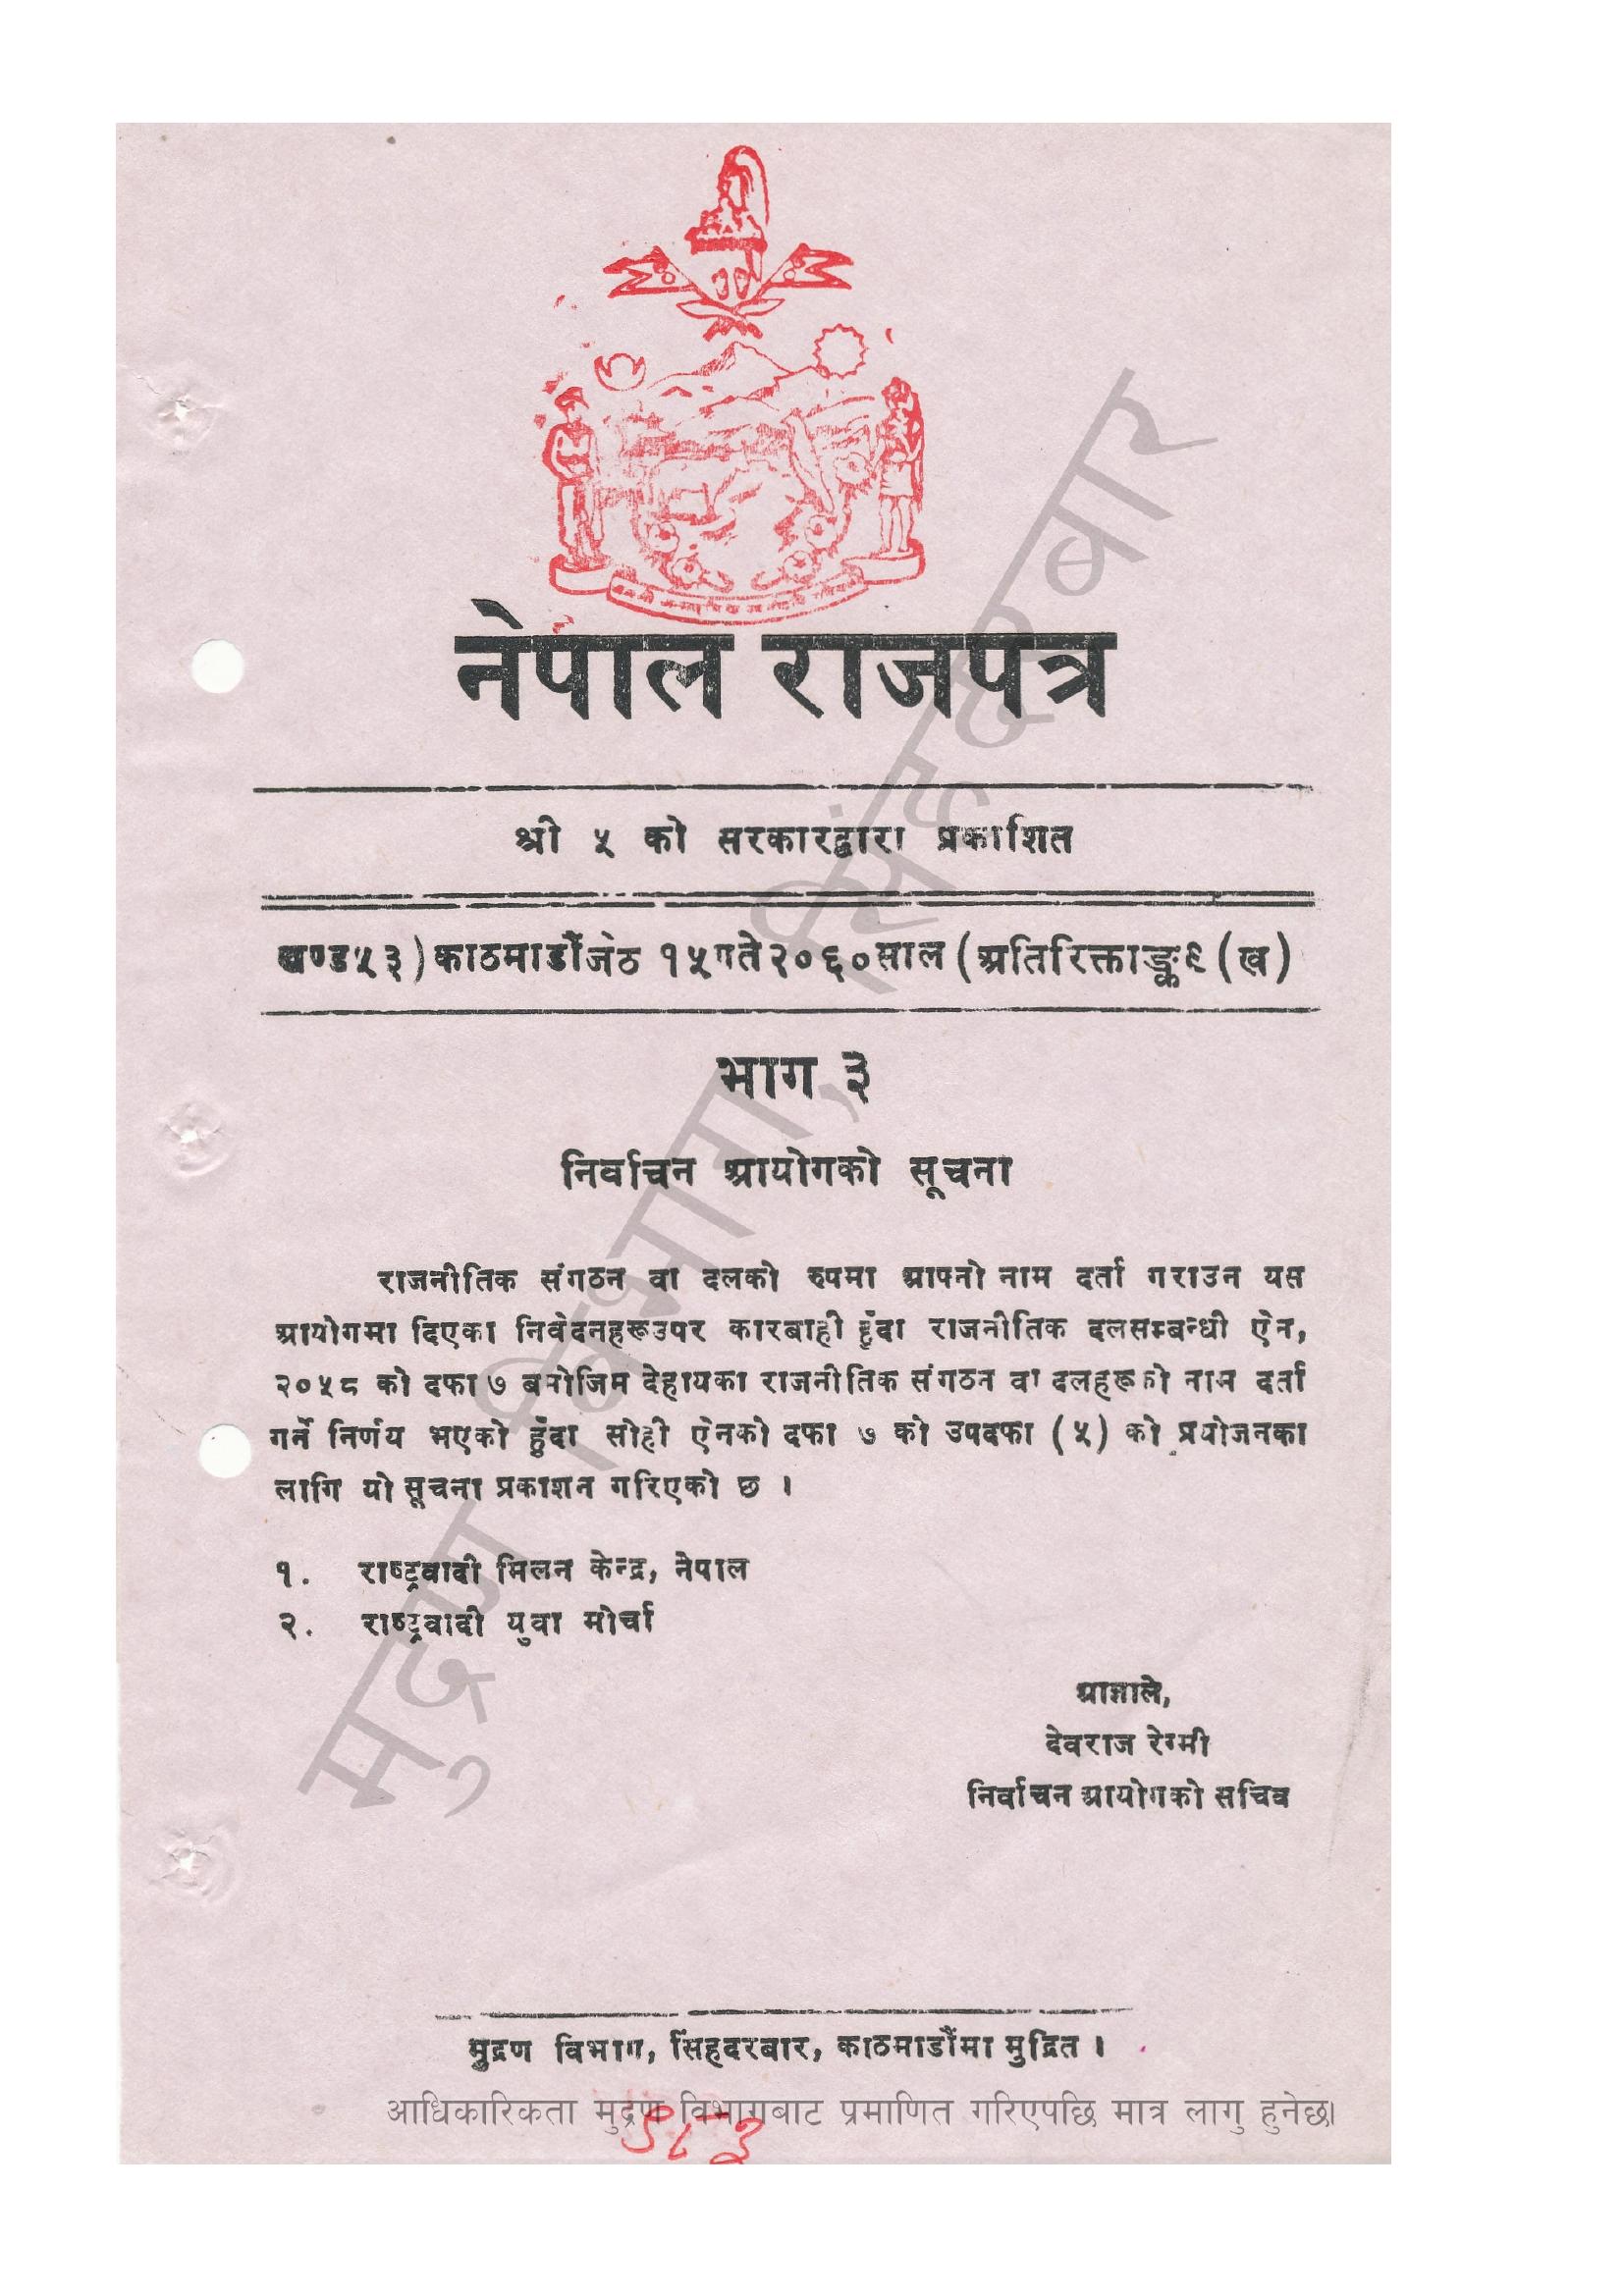 नेपाल राजपत्र
श्री ५ को सरकारद्वारा प्रकाशित
खण्ड ५३) काठमाडौं जेठ १५ गते २०६० साल (अतिरिक्ताङ्क ९ (ख)
भाग ३
निर्वाचन आयोगको सूचना
राजनीतिक संगठन वा दलको रुपमा आफ्नो नाम दर्ता गराउन यस
आयोगमा दिएका निवेदनहरूउपर कारबाही हुँदा राजनीतिक दलसम्बन्धी ऐन,
२०५८ को दफा ७ बमोजिम देहायका राजनीतिक संगठन वा दलहरूको नाम दर्ता
गर्ने निर्णय भएको हुँदा सोही ऐनको दफा ७ को उपदफा (५) को प्रयोजनका
लागि यो सूचना प्रकाशन गरिएको छ ।
१. राष्ट्रवादी मिलन केन्द्र, नेपाल
२. राष्ट्रवादी युवा मोर्चा
आज्ञाले,
देवराज रेग्मी
निर्वाचन आयोगको सचिव
मुद्रण विभाग, सिंहदरबार
मुद्रण विभाग, सिंहदरबार, काठमाडौंमा मुद्रित ।
आधिकारिकता मुद्रण विभागबाट प्रमाणित गरिएपछि मात्र लागु हुनेछ।